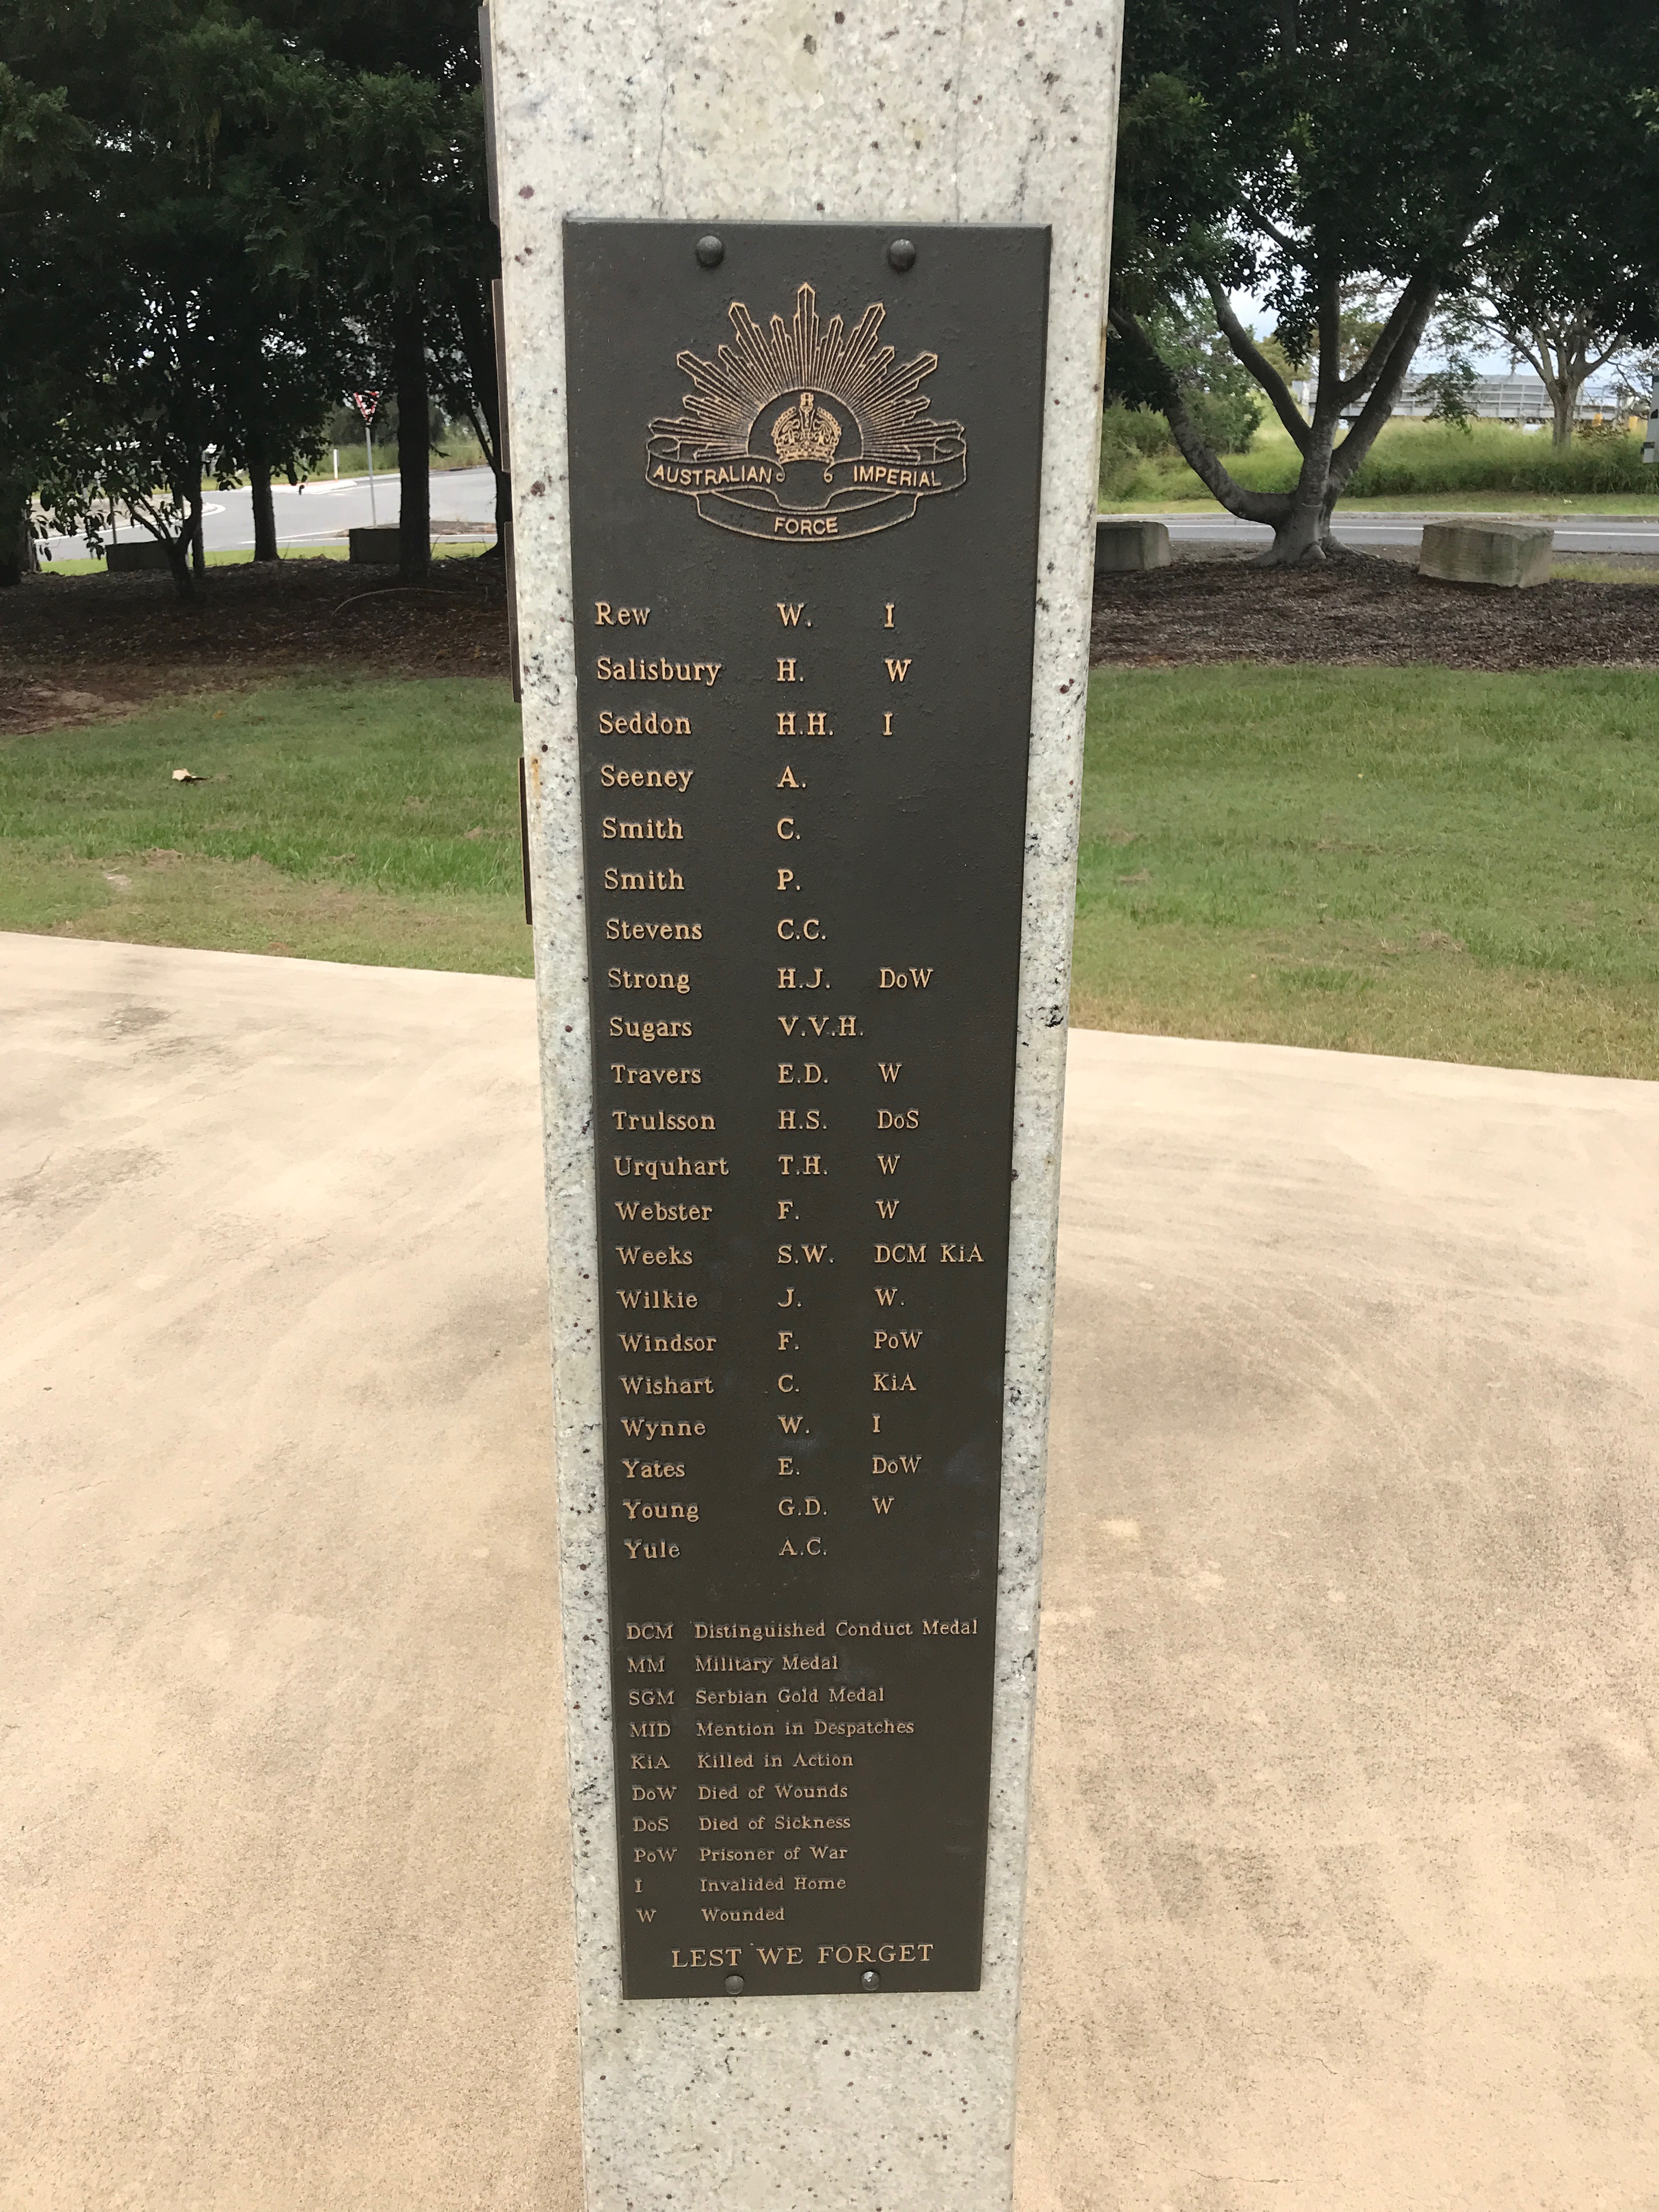 AUSTRALIAN IMPERIAL
FORCE
Rew W. I
Salisbury H. W
Seddon H.H. I
Seeney A.
Smith C.
Smith P.
Stevens C.C.
Strong H.J. DoW
Sugars V.V.H.
Travers E.D. W
Trulsson H.S. DoS
Urquhart T.H. W
Webster F. W
Weeks S.W. DCM KiA
Wilkie J. W.
Windsor F. PoW
Wishart C. KiA
Wynne W. I
Yates E. DoW
Young G.D. W
Yule A.C.
DCM Distinguished Conduct Medal
MM Military Medal
SGM Serbian Gold Medal
MID Mention in Despatches
KiA Killed in Action
DoW Died of Wounds
DoS Died of Sickness
PoW Prisoner of War
I Invalided Home
W Wounded
LEST WE FORGET